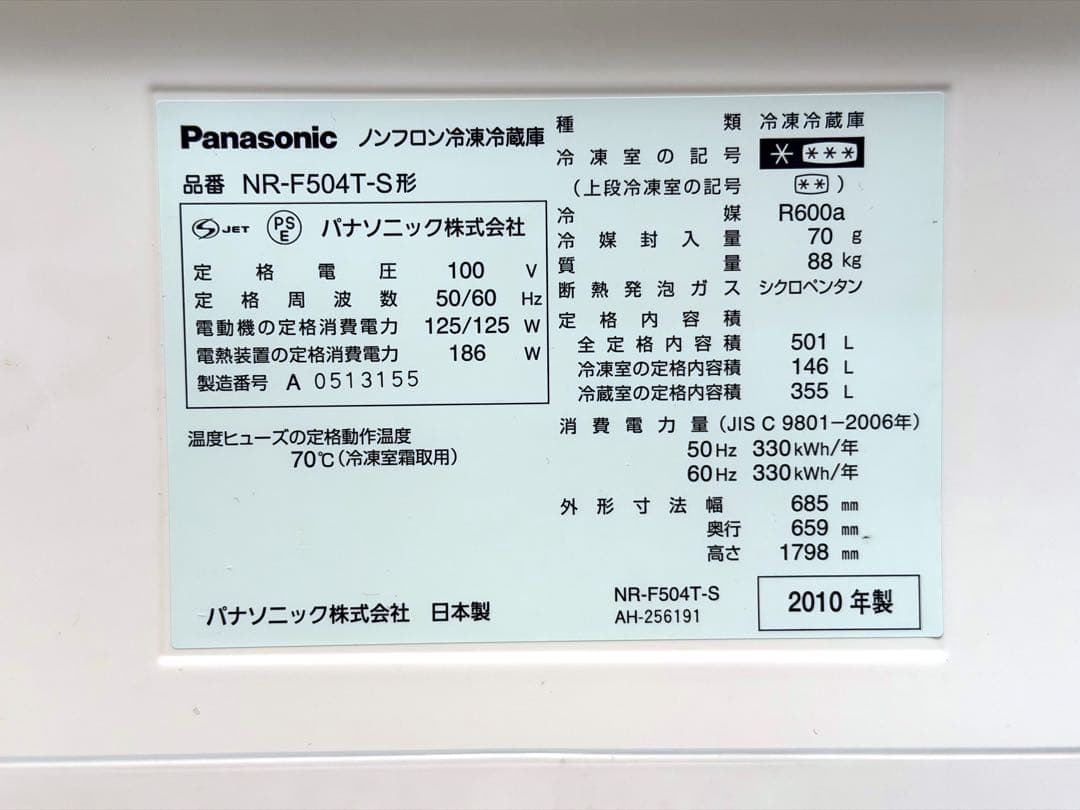 Panasonic ノンフロン冷凍冷蔵庫
品番 NR-F504T-S形
JET PSE パナソニック株式会社
定格電圧 100 V
定格周波数 50/60 Hz
電動機の定格消費電力 125/125 W
電熱装置の定格消費電力 186 W
製造番号 A 0513155
温度ヒューズの定格動作温度
70℃(冷凍室霜取用)
パナソニック株式会社 日本製
種類 冷凍冷蔵庫
冷凍室の記号 * ***
(上段冷凍室の記号 ** )
冷媒 R600a
冷媒封入量 70 g
質量 88 kg
断熱発泡ガス シクロペンタン
定格内容積
全定格内容積 501 L
冷凍室の定格内容積 146 L
冷蔵室の定格内容積 355 L
消費電力量 (JIS C 9801-2006年)
50Hz 330kWh/年
60Hz 330kWh/年
外形寸法幅 685 mm
奥行 659 mm
高さ 1798 mm
NR-F504T-S
AH-256191
2010年製